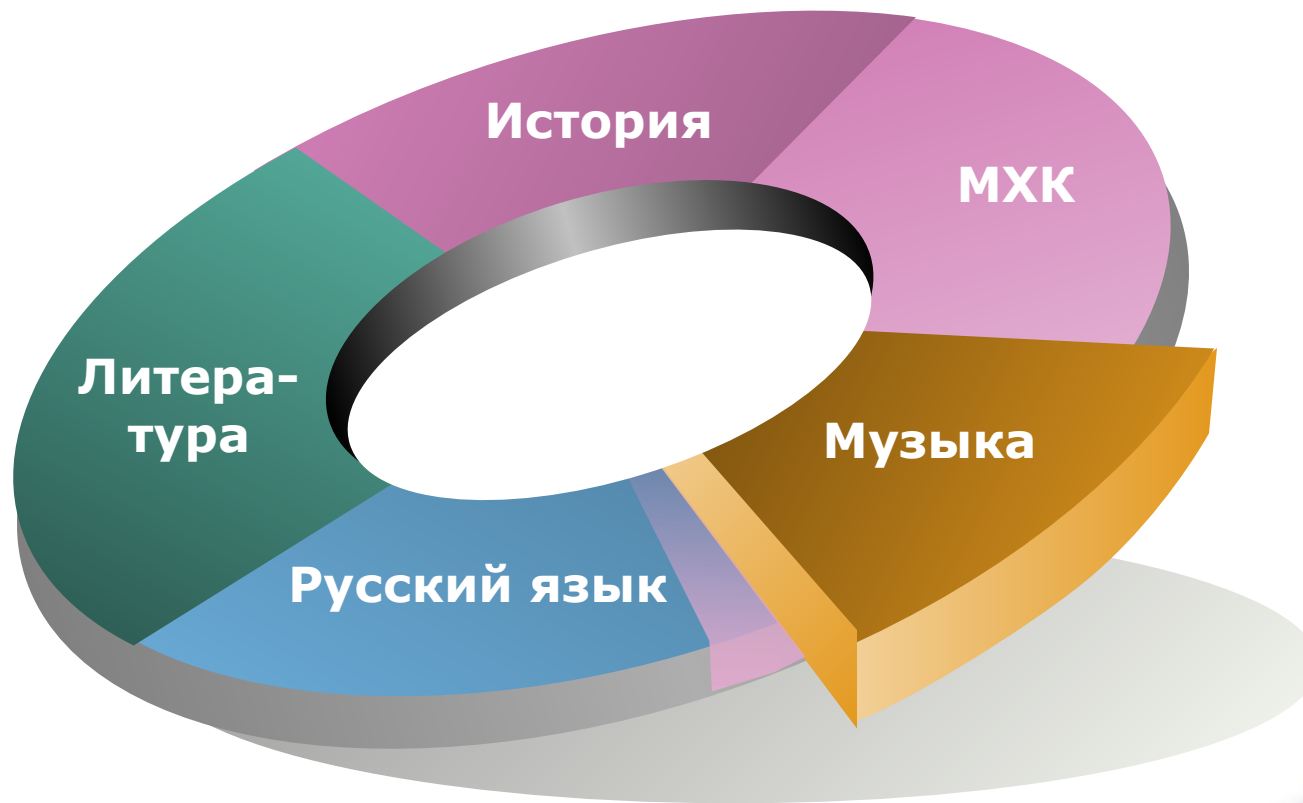 История
МХК
Литера-
тура
Музыка
Русский язык